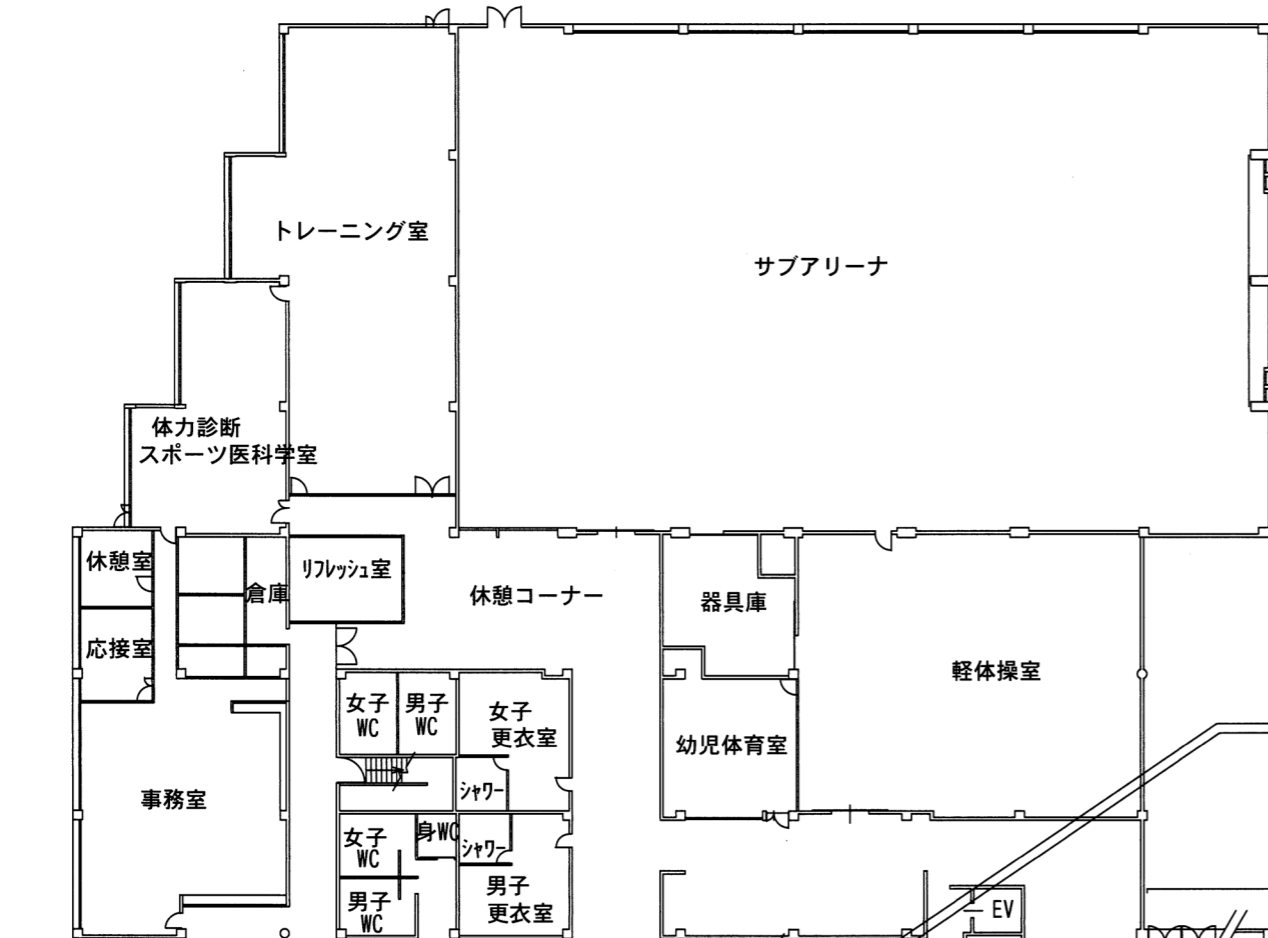 トレーニング室
サブアリーナ
体力診断
スポーツ医科学室
休憩室
倉庫
リフレッシュ室
休憩コーナー
器具庫
応接室
軽体操室
女子
WC
男子
WC
女子
更衣室
幼児体育室
シャワー
事務室
女子
WC
身WC
シャワー
男子
WC
男子
更衣室
EV